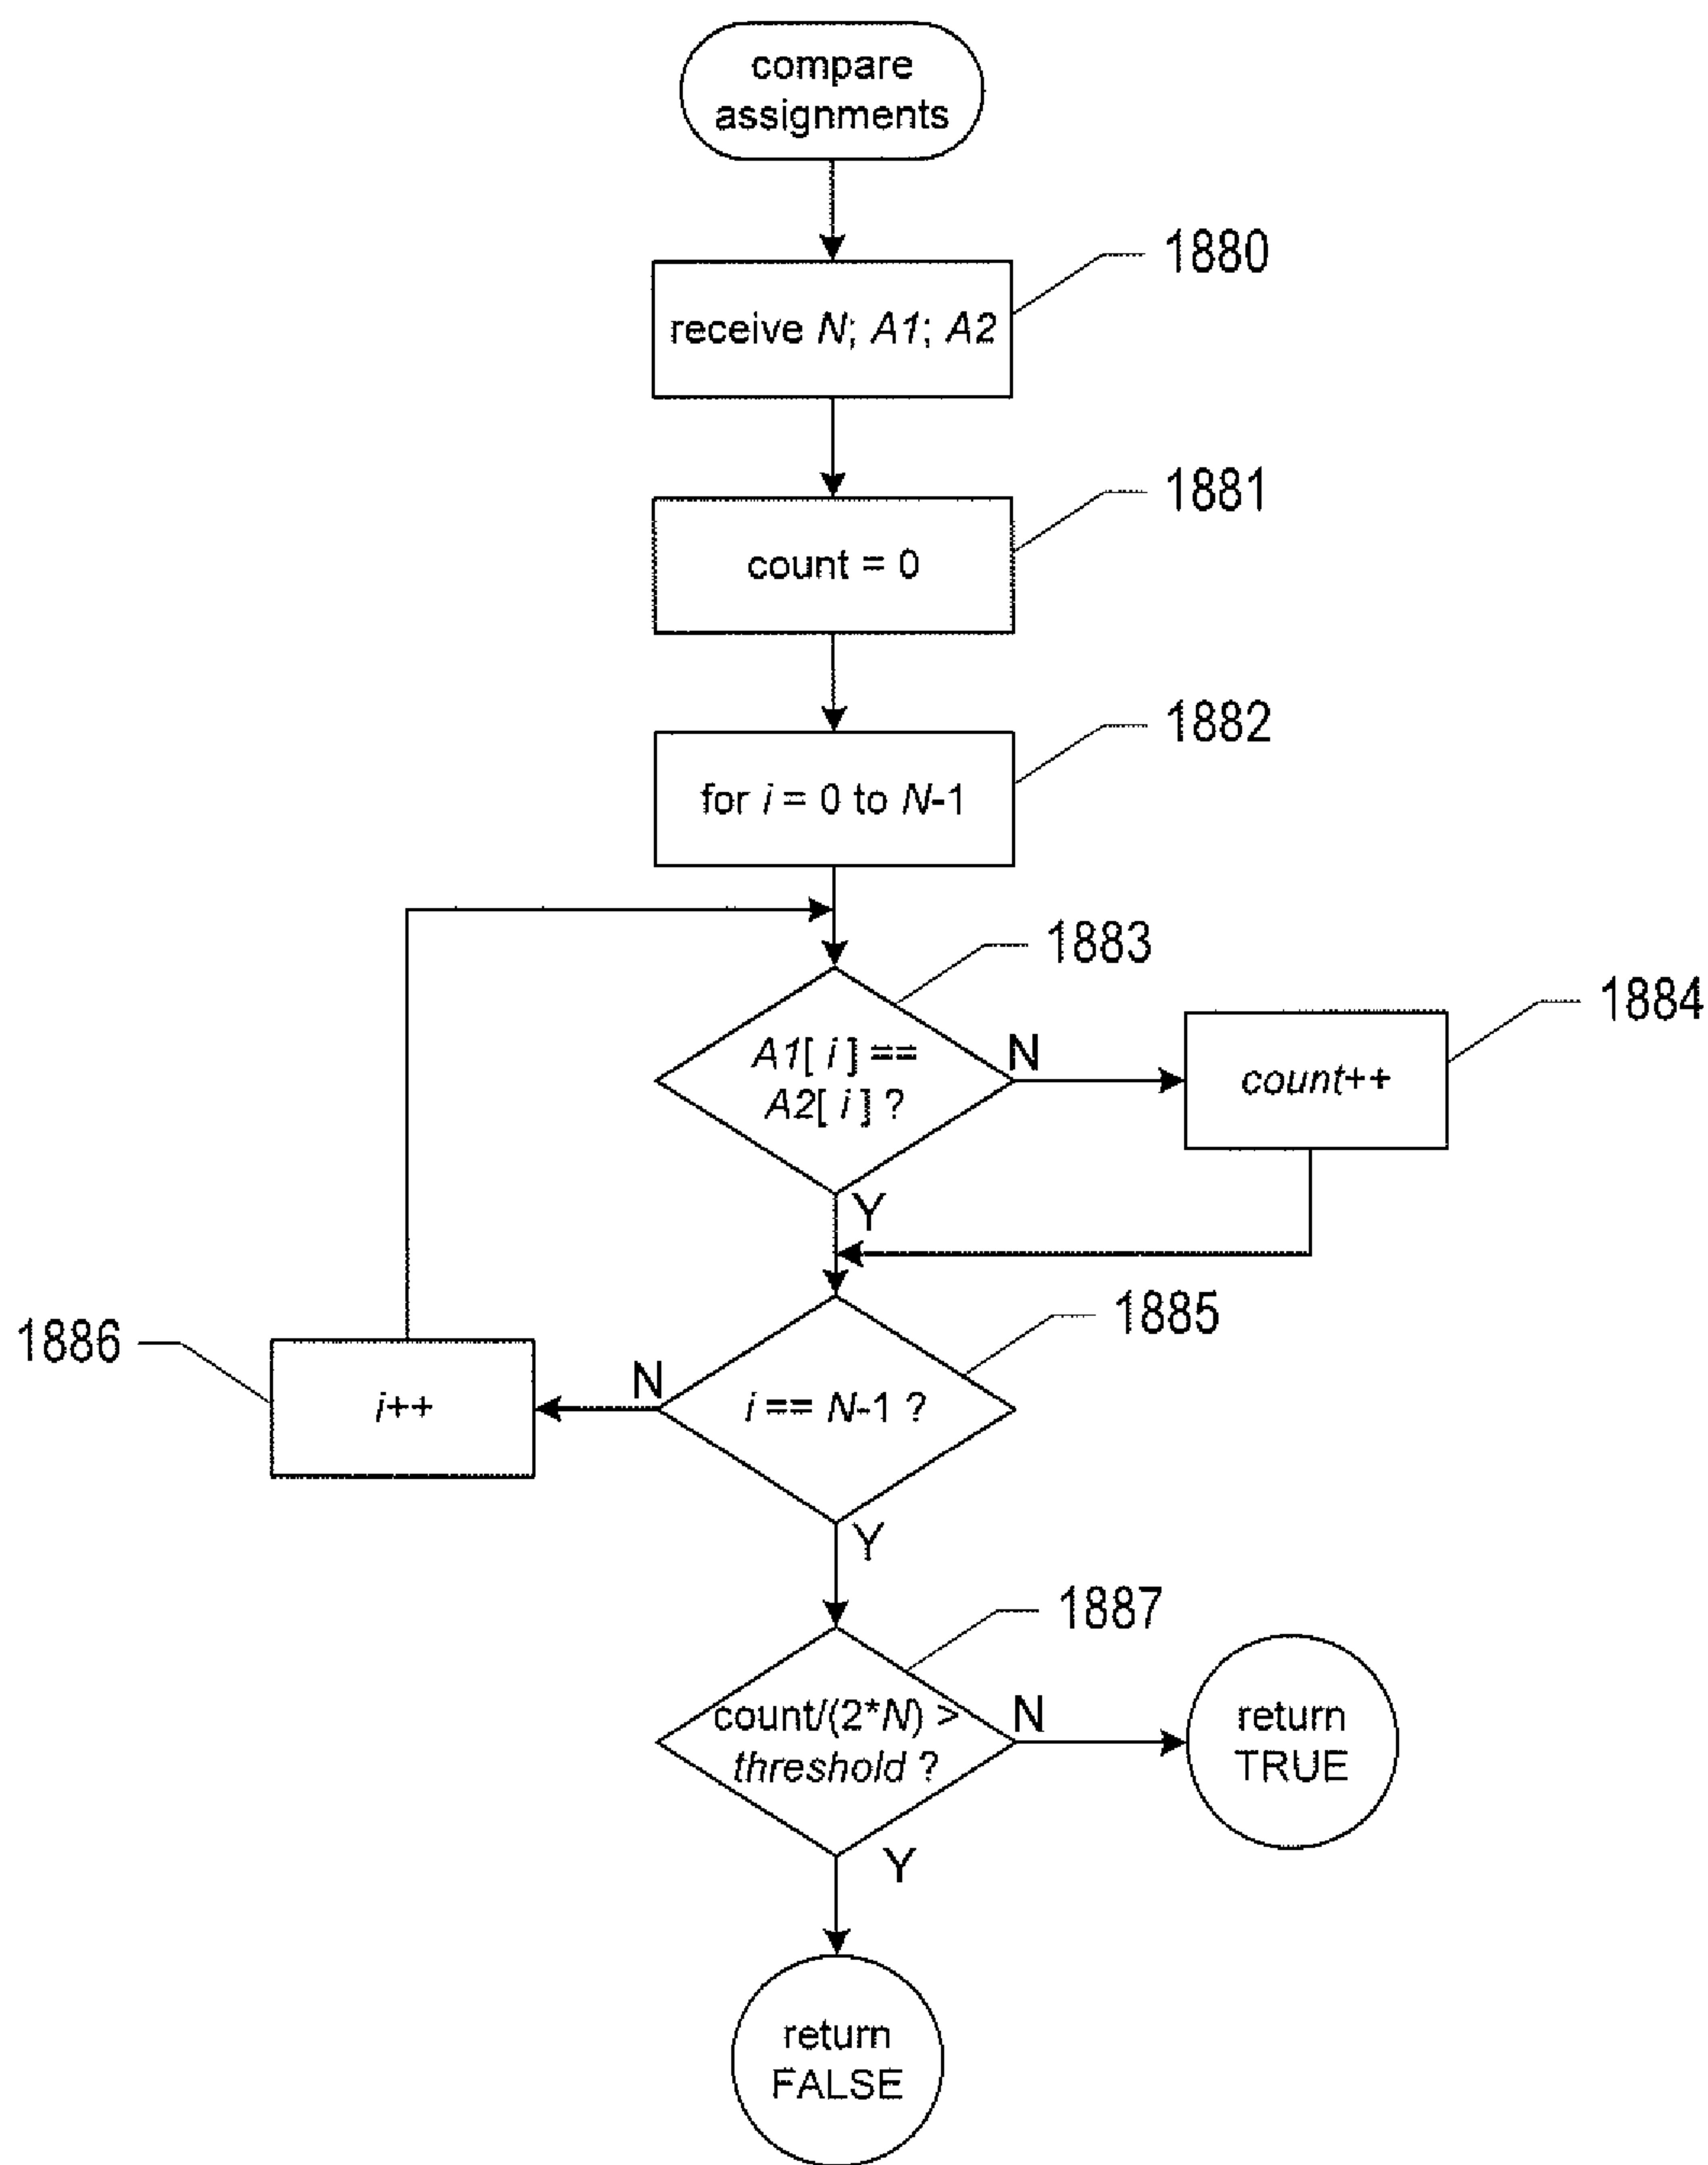 compare
assignments
1880
receive N; A1; A2
1881
count = 0
1882
for i = 0 to N-1
1883
A1[ i ] ==
A2[ i ] ?
N
1884
count++
Y
1885
i == N-1 ?
N
1886
i++
Y
1887
count/(2*N) >
threshold ?
N
return
TRUE
Y
return
FALSE